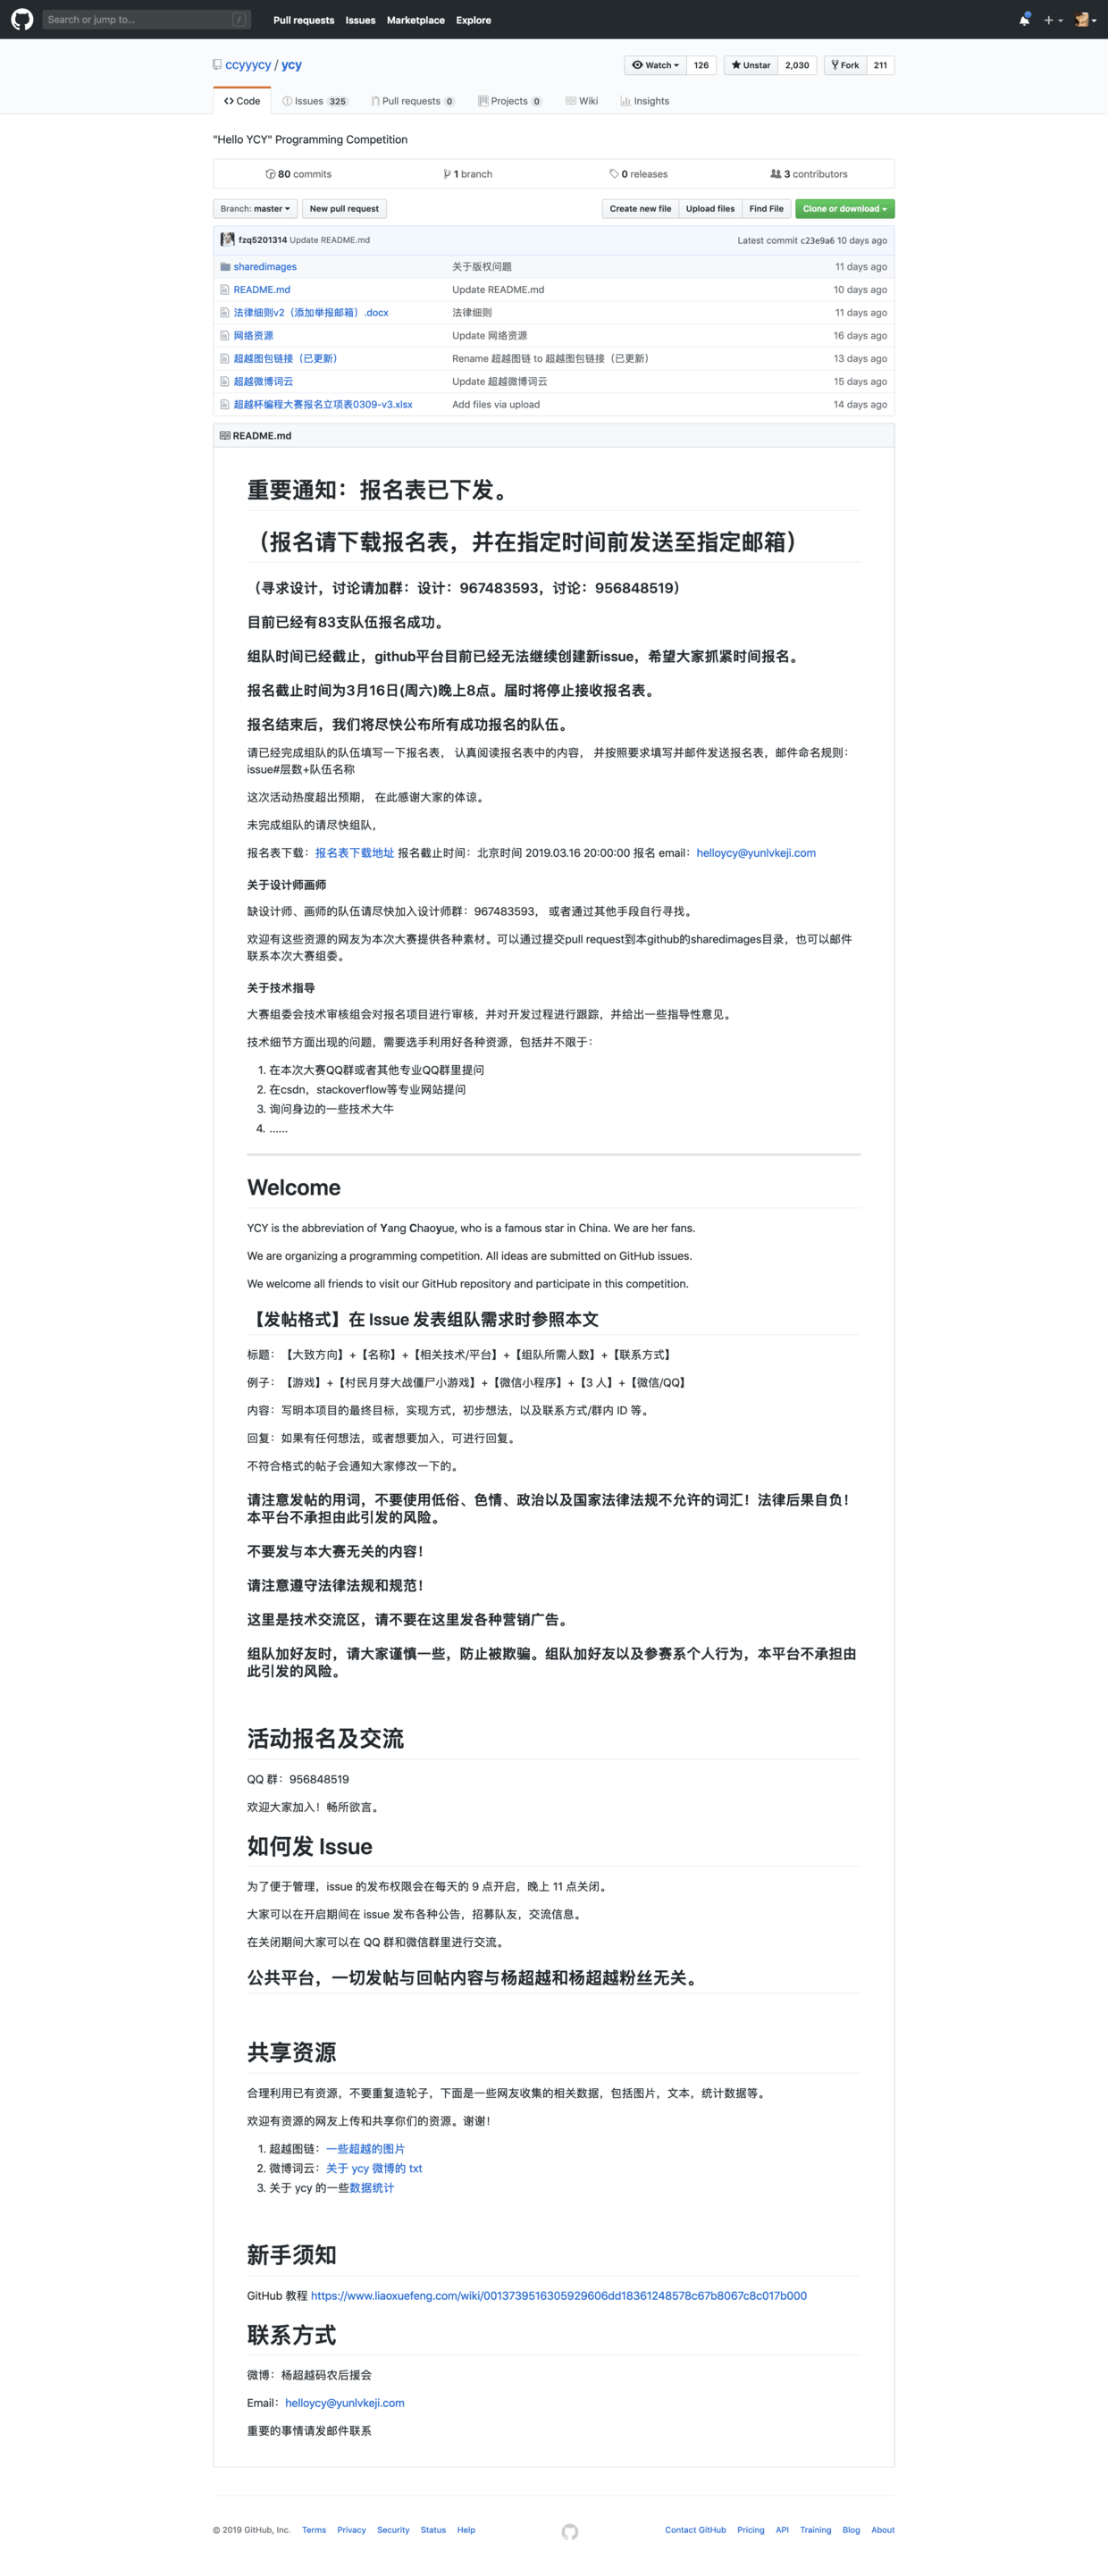 Search or jump to... /
Pull requests Issues Marketplace Explore
ccyyycy / ycy
Watch 126 Unstar 2,030 Fork 211
Code Issues 325 Pull requests 0 Projects 0 Wiki Insights
"Hello YCY" Programming Competition
80 commits 1 branch 0 releases 3 contributors
Branch: master New pull request Create new file Upload files Find File Clone or download
fzq5201314 Update README.md Latest commit c23e9a6 10 days ago
sharedimages 关于版权问题 11 days ago
README.md Update README.md 10 days ago
法律细则v2（添加举报邮箱）.docx 法律细则 11 days ago
网络资源 Update 网络资源 16 days ago
超越图包链接（已更新） Rename 超越图链 to 超越图包链接（已更新） 13 days ago
超越微博词云 Update 超越微博词云 15 days ago
超越杯编程大赛报名立项表0309-v3.xlsx Add files via upload 14 days ago
README.md
重要通知：报名表已下发。
（报名请下载报名表，并在指定时间前发送至指定邮箱）
（寻求设计，讨论请加群：设计：967483593，讨论：956848519）
目前已经有83支队伍报名成功。
组队时间已经截止，github平台目前已经无法继续创建新issue，希望大家抓紧时间报名。
报名截止时间为3月16日(周六)晚上8点。届时将停止接收报名表。
报名结束后，我们将尽快公布所有成功报名的队伍。
请已经完成组队的队伍填写一下报名表， 认真阅读报名表中的内容， 并按照要求填写并邮件发送报名表，邮件命名规则：
issue#层数+队伍名称
这次活动热度超出预期， 在此感谢大家的体谅。
未完成组队的请尽快组队，
报名表下载：报名表下载地址 报名截止时间：北京时间 2019.03.16 20:00:00 报名 email：helloycy@yunlvkeji.com
关于设计师画师
缺设计师、画师的队伍请尽快加入设计师群：967483593， 或者通过其他手段自行寻找。
欢迎有这些资源的网友为本次大赛提供各种素材。可以通过提交pull request到本github的sharedimages目录，也可以邮件
联系本次大赛组委。
关于技术指导
大赛组委会技术审核组会对报名项目进行审核，并对开发过程进行跟踪，并给出一些指导性意见。
技术细节方面出现的问题，需要选手利用好各种资源，包括并不限于：
1. 在本次大赛QQ群或者其他专业QQ群里提问
2. 在csdn，stackoverflow等专业网站提问
3. 询问身边的一些技术大牛
4. ......
Welcome
YCY is the abbreviation of Yang Chaoyue, who is a famous star in China. We are her fans.
We are organizing a programming competition. All ideas are submitted on GitHub issues.
We welcome all friends to visit our GitHub repository and participate in this competition.
【发帖格式】在 Issue 发表组队需求时参照本文
标题：【大致方向】+【名称】+【相关技术/平台】+【组队所需人数】+【联系方式】
例子：【游戏】+【村民月芽大战僵尸小游戏】+【微信小程序】+【3 人】+【微信/QQ】
内容：写明本项目的最终目标，实现方式，初步想法，以及联系方式/群内 ID 等。
回复：如果有任何想法，或者想要加入，可进行回复。
不符合格式的帖子会通知大家修改一下的。
请注意发帖的用词，不要使用低俗、色情、政治以及国家法律法规不允许的词汇！法律后果自负！
本平台不承担由此引发的风险。
不要发与本大赛无关的内容！
请注意遵守法律法规和规范！
这里是技术交流区，请不要在这里发各种营销广告。
组队加好友时，请大家谨慎一些，防止被欺骗。组队加好友以及参赛系个人行为，本平台不承担由
此引发的风险。
活动报名及交流
QQ 群：956848519
欢迎大家加入！畅所欲言。
如何发 Issue
为了便于管理，issue 的发布权限会在每天的 9 点开启，晚上 11 点关闭。
大家可以在开启期间在 issue 发布各种公告，招募队友，交流信息。
在关闭期间大家可以在 QQ 群和微信群里进行交流。
公共平台，一切发帖与回帖内容与杨超越和杨超越粉丝无关。
共享资源
合理利用已有资源，不要重复造轮子，下面是一些网友收集的相关数据，包括图片，文本，统计数据等。
欢迎有资源的网友上传和共享你们的资源。谢谢！
1. 超越图链：一些超越的图片
2. 微博词云：关于 ycy 微博的 txt
3. 关于 ycy 的一些数据统计
新手须知
GitHub 教程 https://www.liaoxuefeng.com/wiki/0013739516305929606dd18361248578c67b8067c8c017b000
联系方式
微博：杨超越码农后援会
Email：helloycy@yunlvkeji.com
重要的事情请发邮件联系
© 2019 GitHub, Inc. Terms Privacy Security Status Help Contact GitHub Pricing API Training Blog About